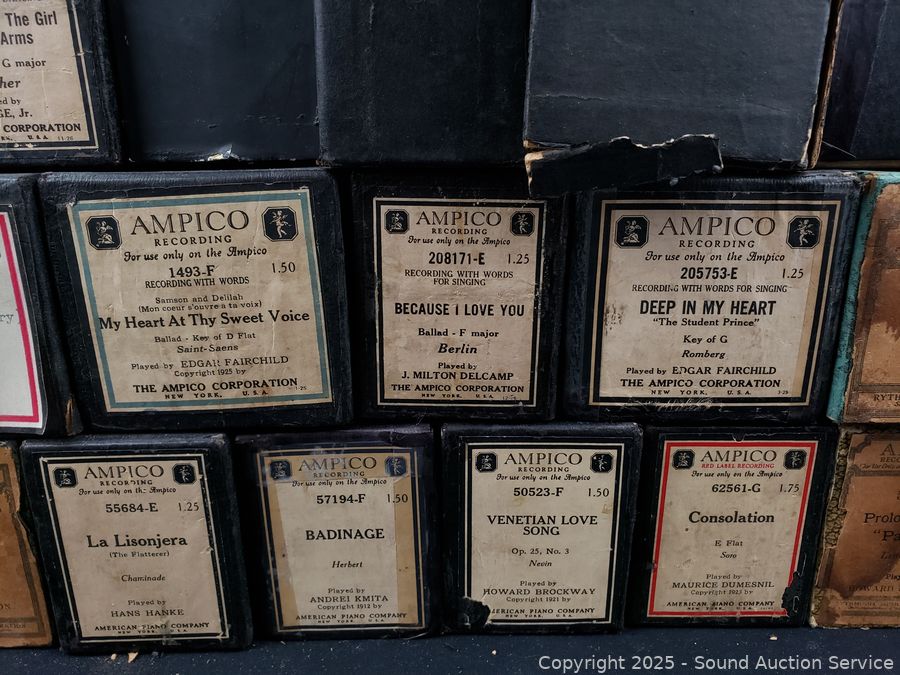 The Girl
Arms
G major
her
ed by
GE, Jr.
CORPORATION
U.S.A. 11-26
AMPICO
RECORDING
For use only on the Ampico
1493-F 1.50
RECORDING WITH WORDS
Samson and Delilah
(Mon coeur s'ouvre a ta voix)
My Heart At Thy Sweet Voice
Ballad - Key of D Flat
Saint-Saens
Played by EDGAR FAIRCHILD
Copyright 1925 by
THE AMPICO CORPORATION
NEW YORK, U.S.A.
AMPICO
RECORDING
For use only on the Ampico
208171-E 1.25
RECORDING WITH WORDS
FOR SINGING
BECAUSE I LOVE YOU
Ballad - F major
Berlin
Played by
J. MILTON DELCAMP
THE AMPICO CORPORATION
NEW YORK, U.S.A.
AMPICO
RECORDING
For use only on the Ampico
205753-E 1.25
RECORDING WITH WORDS FOR SINGING
DEEP IN MY HEART
"The Student Prince"
Key of G
Romberg
Played by EDGAR FAIRCHILD
THE AMPICO CORPORATION
NEW YORK, U.S.A.
RYTH
AMPICO
RECORDING
For use only on the Ampico
55684-E 1.25
La Lisonjera
(The Flatterer)
Chaminade
Played by
HANS HANKE
AMERICAN PIANO COMPANY
NEW YORK, U.S.A.
AMPICO
RECORDING
For use only on the Ampico
57194-F 1.50
BADINAGE
Herbert
Played by
ANDREI KMITA
Copyright 1912 by
AMERICAN PIANO COMPANY
NEW YORK, U.S.A.
AMPICO
RECORDING
For use only on the Ampico
50523-F 1.50
VENETIAN LOVE
SONG
Op. 25, No. 3
Nevin
Played by
HOWARD BROCKWAY
Copyright 1921 by
AMERICAN PIANO COMPANY
NEW YORK, U.S.A.
AMPICO
RED LABEL RECORDING
For use only on the Ampico
62561-G 1.75
Consolation
E Flat
Soro
Played by
MAURICE DUMESNIL
Copyright 1923 by
AMERICAN PIANO COMPANY
NEW YORK, U.S.A.
Prolo
"Pa
HOWARD
Copyright 2025 - Sound Auction Service